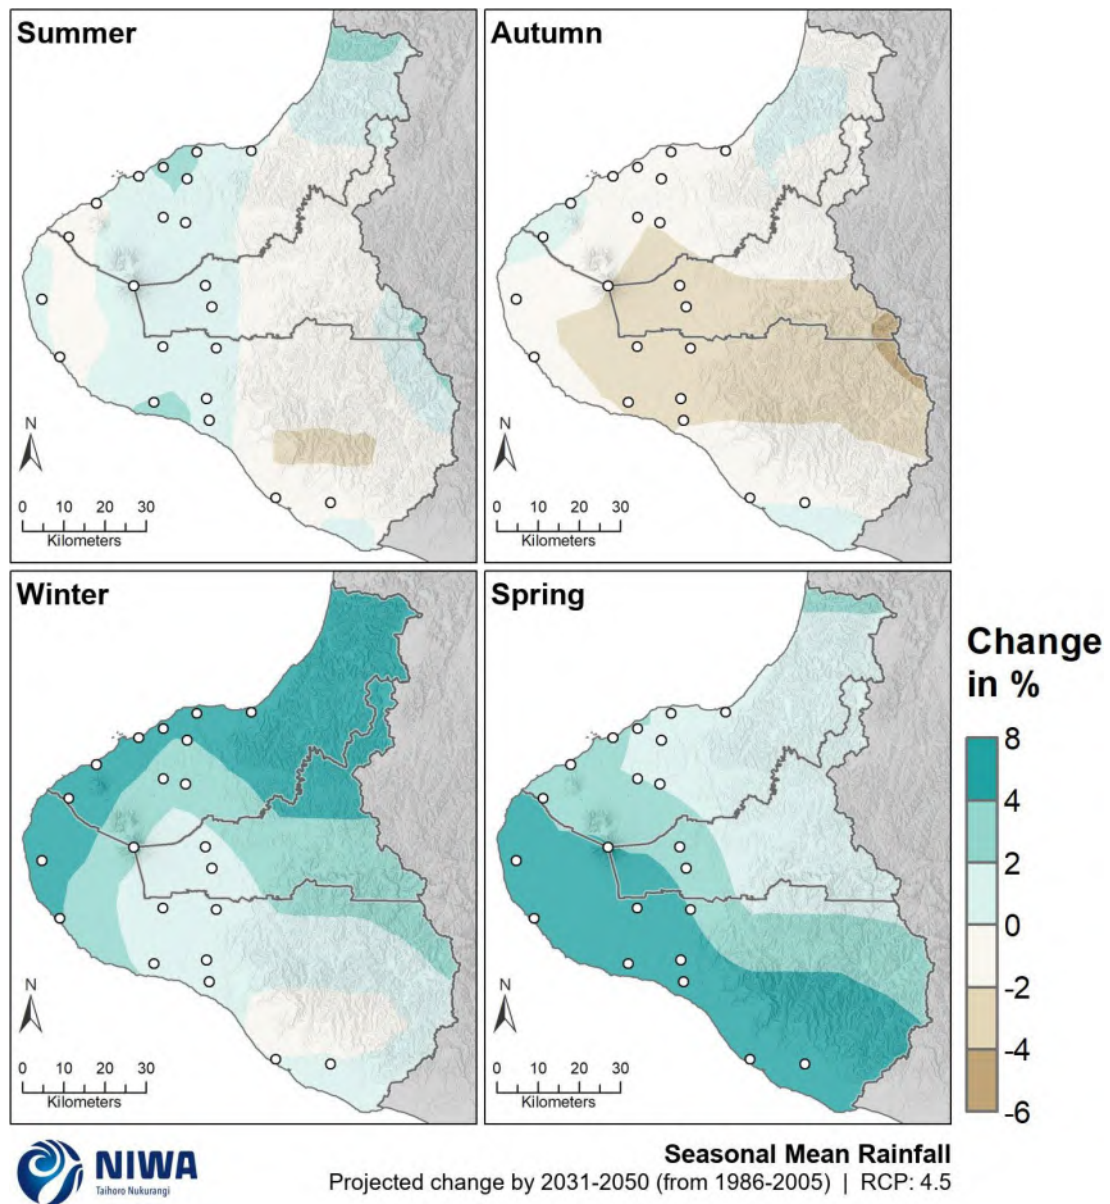 Summer
N
0 10 20 30
Kilometers
Autumn
N
0 10 20 30
Kilometers
Winter
N
0 10 20 30
Kilometers
Spring
N
0 10 20 30
Kilometers
Change
in %
8
4
2
0
-2
-4
-6
NIWA
Taihoro Nukurangi
Seasonal Mean Rainfall
Projected change by 2031-2050 (from 1986-2005) | RCP: 4.5